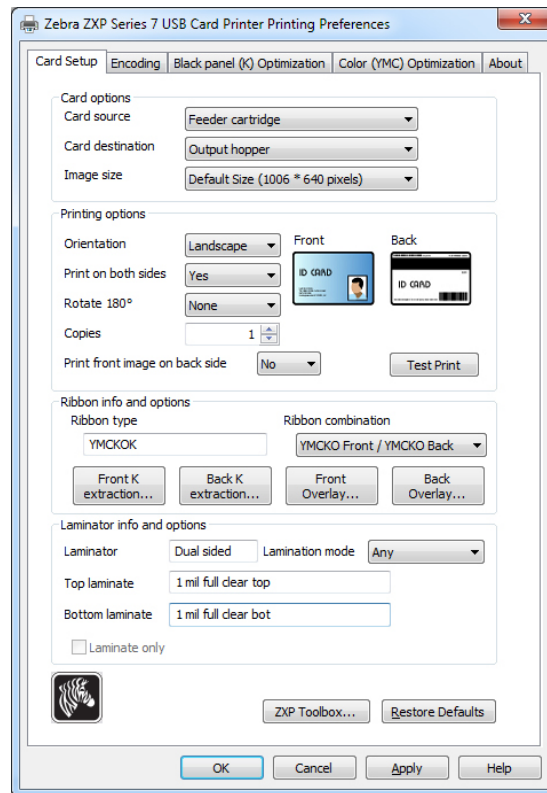 Zebra ZXP Series 7 USB Card Printer Printing Preferences
Card Setup Encoding Black panel (K) Optimization Color (YMC) Optimization About
Card options
Card source Feeder cartridge
Card destination Output hopper
Image size Default Size (1006 * 640 pixels)
Printing options
Orientation Landscape Front Back
Print on both sides Yes
ID CARD
ID CARD
Rotate 180° None
Copies 1
Print front image on back side No Test Print
Ribbon info and options
Ribbon type Ribbon combination
YMCKOK YMCKO Front / YMCKO Back
Front K extraction... Back K extraction... Front Overlay... Back Overlay...
Laminator info and options
Laminator Dual sided Lamination mode Any
Top laminate 1 mil full clear top
Bottom laminate 1 mil full clear bot
Laminate only
ZXP Toolbox... Restore Defaults
OK Cancel Apply Help